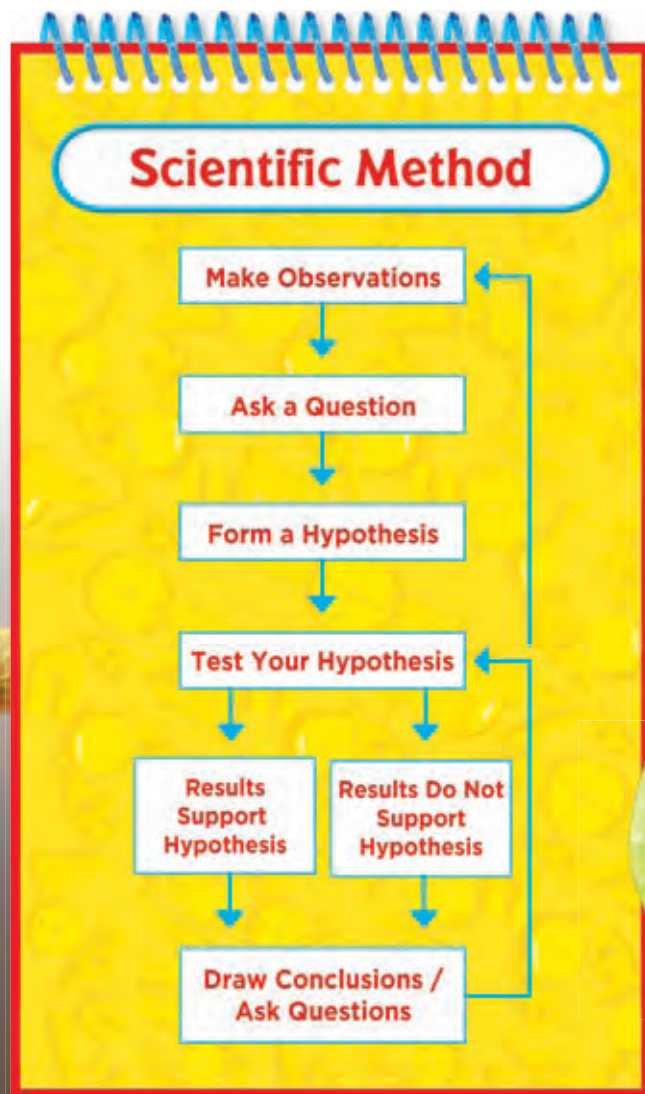 Scientific Method
Make Observations
Ask a Question
Form a Hypothesis
Test Your Hypothesis
Results
Support
Hypothesis
Results Do Not
Support
Hypothesis
Draw Conclusions /
Ask Questions